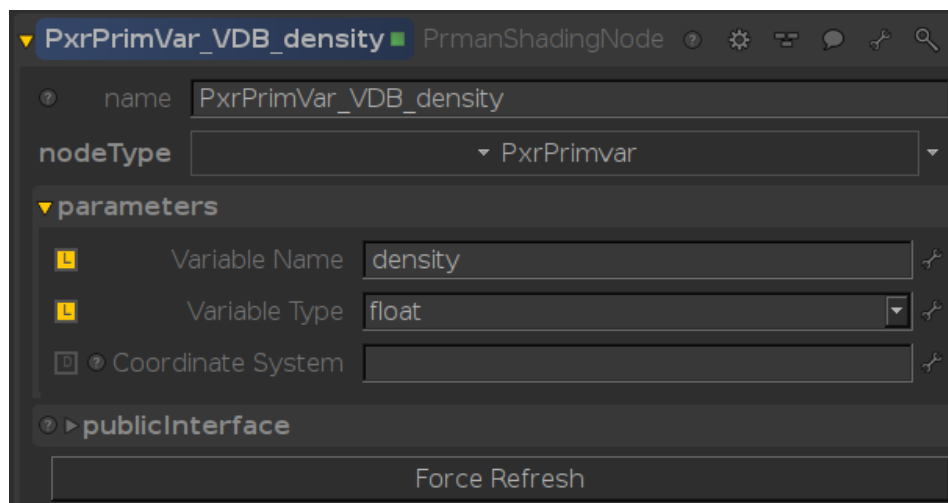 PxrPrimVar_VDB_density PrmanShadingNode
name PxrPrimVar_VDB_density
nodeType PxrPrimvar
parameters
L Variable Name density
L Variable Type float
D Coordinate System
publicInterface
Force Refresh